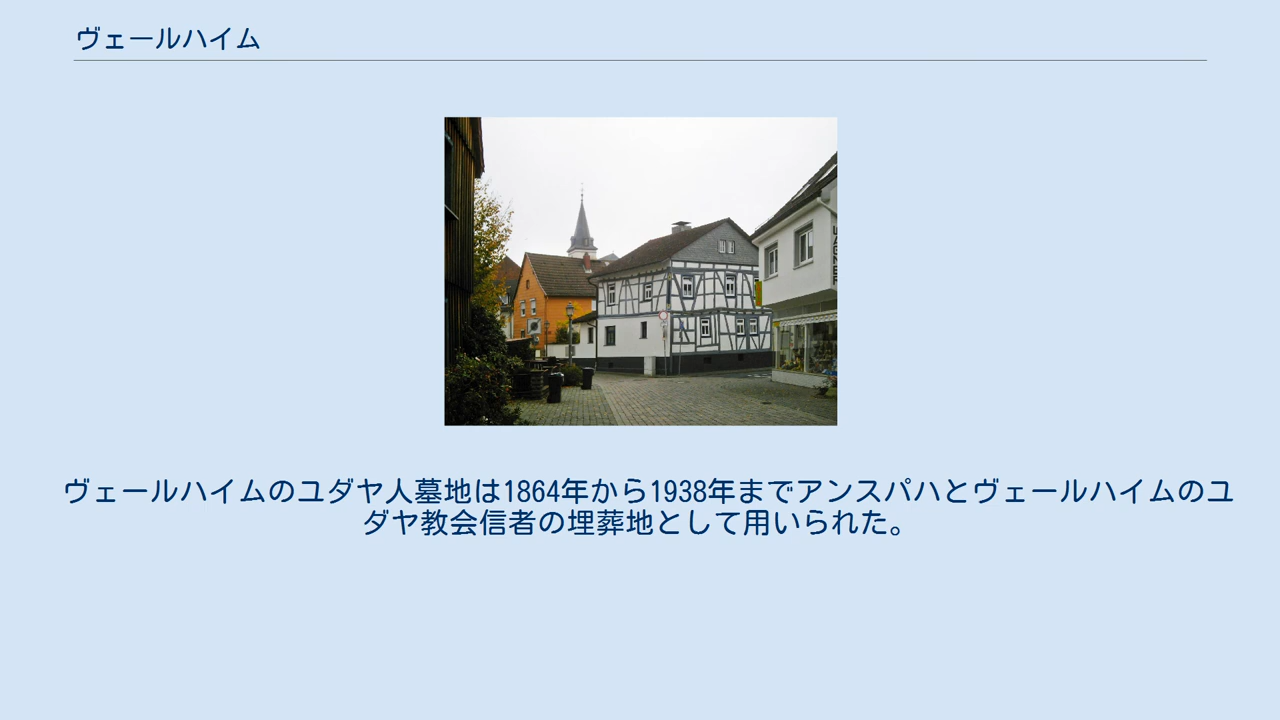 ヴェールハイム
ヴェールハイムのユダヤ人墓地は1864年から1938年までアンスパハとヴェールハイムのユ
ダヤ教会信者の埋葬地として用いられた。